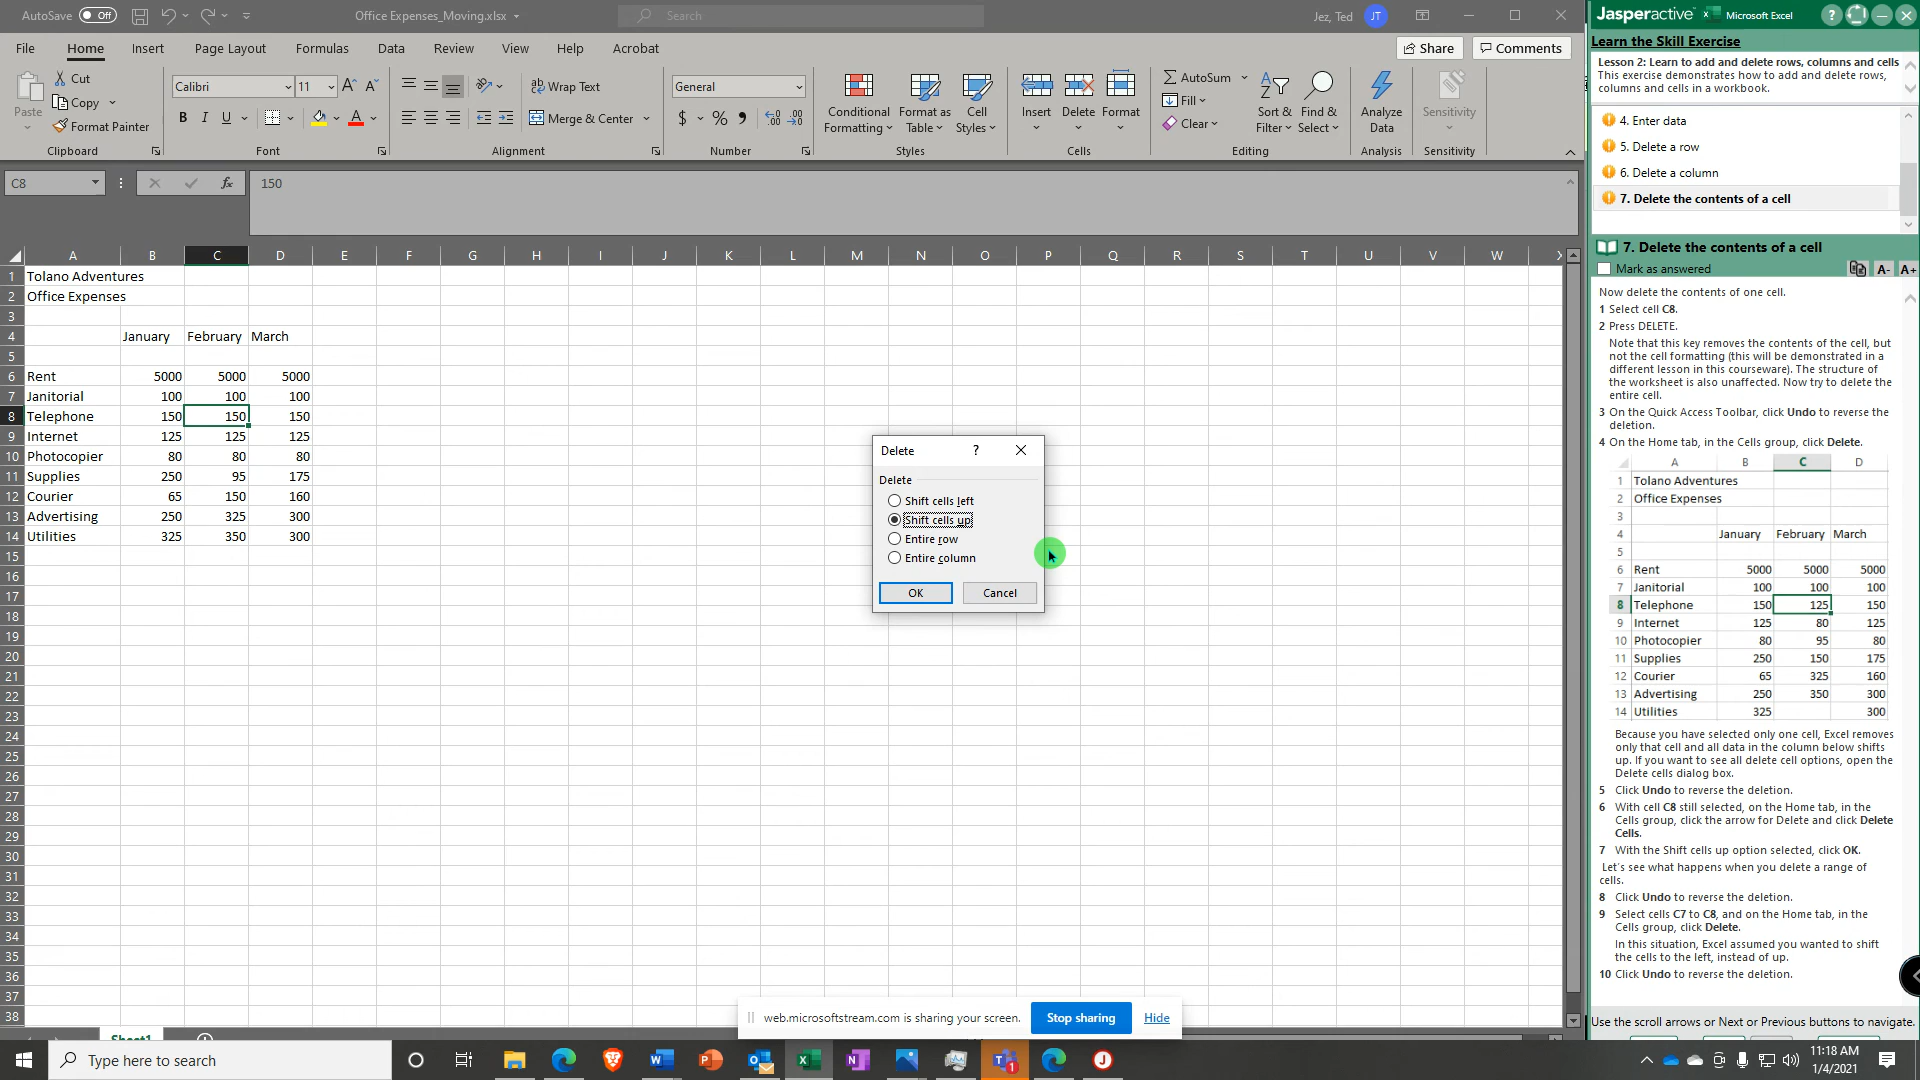 AutoSave Off Office Expenses_Moving.xlsx Search Jez, Ted JT
File Home Insert Page Layout Formulas Data Review View Help Acrobat Share Comments
Paste Cut Copy Format Painter Clipboard
Calibri 11 B I U A Font
Wrap Text Merge & Center Alignment
General $ % Number
Conditional Formatting Format as Table Cell Styles Styles
Insert Delete Format Cells
AutoSum Fill Clear Sort & Filter Find & Select Editing
Analyze Data Analysis
Sensitivity Sensitivity
C8 fx 150
A B C D E F G H I J K L M N O P Q R S T U V W
1 Tolano Adventures
2 Office Expenses
3
4 January February March
5
6 Rent 5000 5000 5000
7 Janitorial 100 100 100
8 Telephone 150 150 150
9 Internet 125 125 125
10 Photocopier 80 80 80
11 Supplies 250 95 175
12 Courier 65 150 160
13 Advertising 250 325 300
14 Utilities 325 350 300
15
16
17
18
19
20
21
22
23
24
25
26
27
28
29
30
31
32
33
34
35
36
37
38
Delete ?
Delete
Shift cells left
Shift cells up
Entire row
Entire column
OK Cancel
web.microsoftstream.com is sharing your screen. Stop sharing Hide
Jasperactive Microsoft Excel ?
Learn the Skill Exercise
Lesson 2: Learn to add and delete rows, columns and cells
This exercise demonstrates how to add and delete rows,
columns and cells in a workbook.
4. Enter data
5. Delete a row
6. Delete a column
7. Delete the contents of a cell
7. Delete the contents of a cell
Mark as answered A- A+
Now delete the contents of one cell.
1 Select cell C8.
2 Press DELETE.
Note that this key removes the contents of the cell, but
not the cell formatting (this will be demonstrated in a
different lesson in this courseware). The structure of
the worksheet is also unaffected. Now try to delete the
entire cell.
3 On the Quick Access Toolbar, click Undo to reverse the
deletion.
4 On the Home tab, in the Cells group, click Delete.
A B C D
1 Tolano Adventures
2 Office Expenses
3
4 January February March
5
6 Rent 5000 5000 5000
7 Janitorial 100 100 100
8 Telephone 150 125 150
9 Internet 125 80 125
10 Photocopier 80 95 80
11 Supplies 250 150 175
12 Courier 65 325 160
13 Advertising 250 350 300
14 Utilities 325 300
Because you have selected only one cell, Excel removes
only that cell and all data in the column below shifts
up. If you want to see all delete cell options, open the
Delete cells dialog box.
5 Click Undo to reverse the deletion.
6 With cell C8 still selected, on the Home tab, in the
Cells group, click the arrow for Delete and click Delete
Cells.
7 With the Shift cells up option selected, click OK.
Let's see what happens when you delete a range of
cells.
8 Click Undo to reverse the deletion.
9 Select cells C7 to C8, and on the Home tab, in the
Cells group, click Delete.
In this situation, Excel assumed you wanted to shift
the cells to the left, instead of up.
10 Click Undo to reverse the deletion.
Use the scroll arrows or Next or Previous buttons to navigate.
Sheet1
Type here to search
11:18 AM
1/4/2021